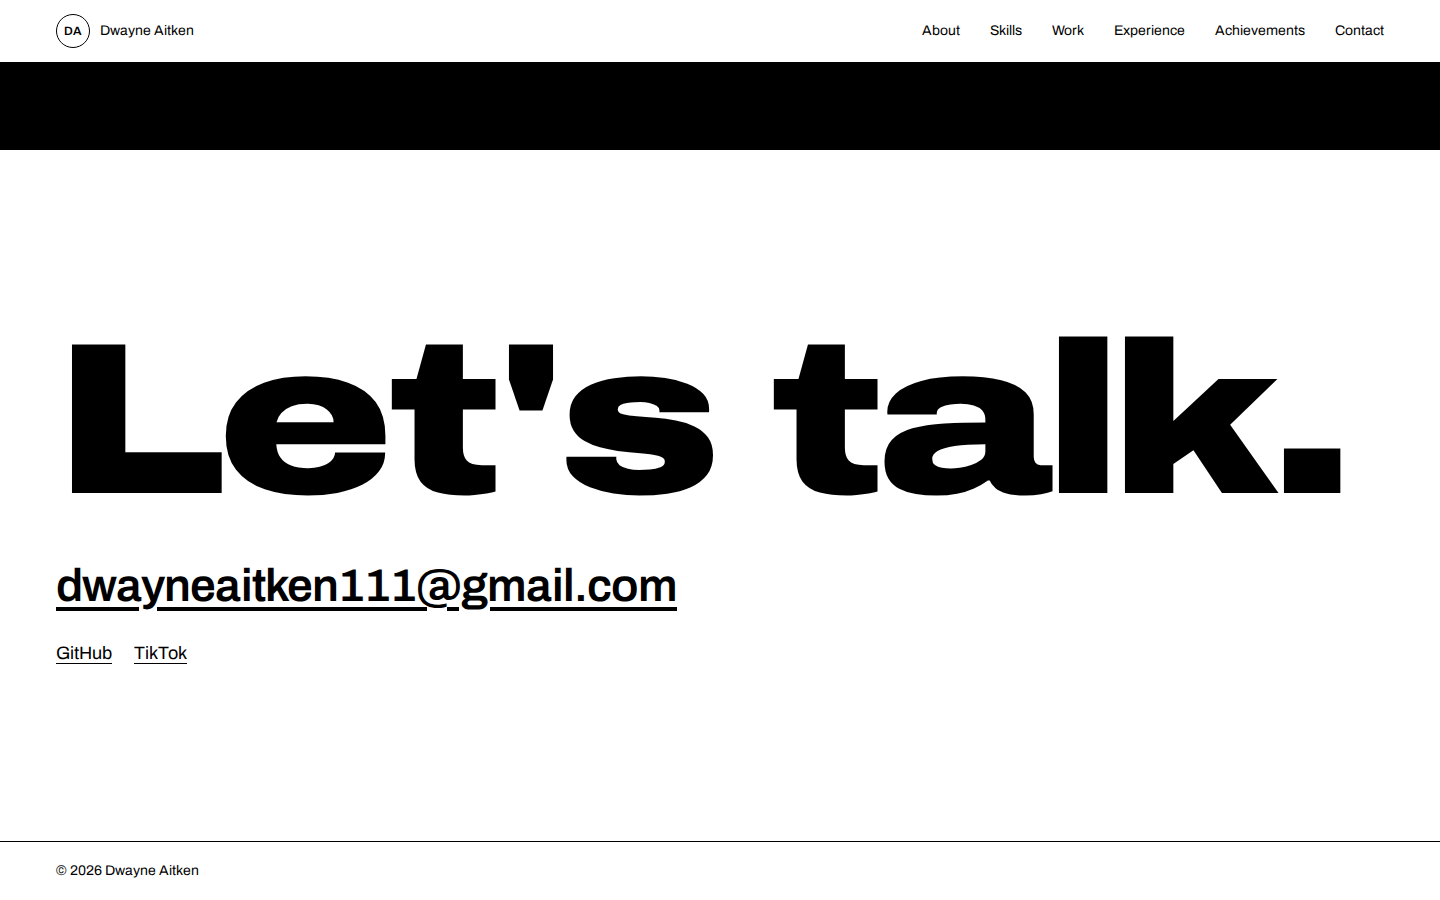 DA Dwayne Aitken About Skills Work Experience Achievements Contact
Let's talk.
dwayneaitken111@gmail.com
GitHub TikTok
© 2026 Dwayne Aitken